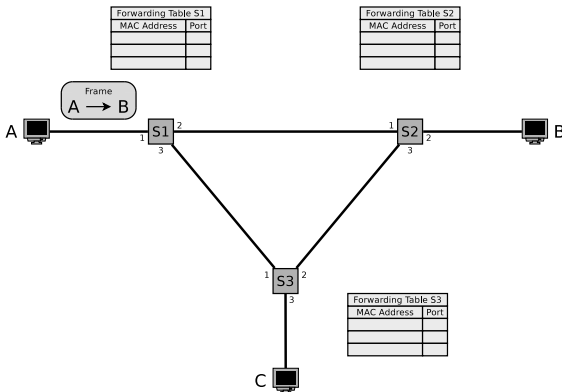 Forwarding Table S1
MAC Address Port
Forwarding Table S2
MAC Address Port
Frame
A B
A
1
S1
2
3
1
S2
2
3
B
1
S3
2
3
Forwarding Table S3
MAC Address Port
C